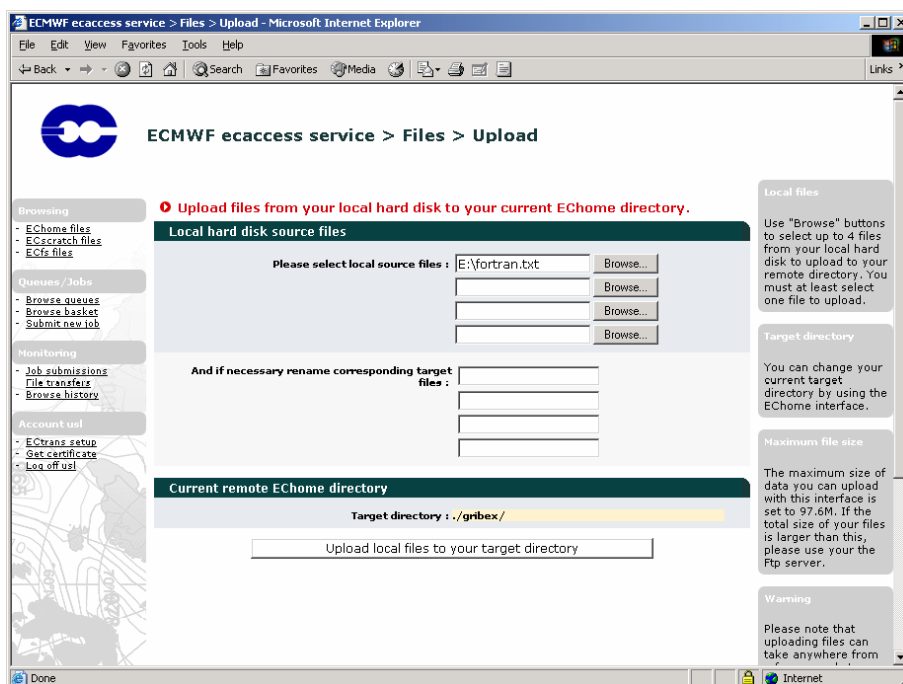 ECMWF ecaccess service > Files > Upload - Microsoft Internet Explorer
File Edit View Favorites Tools Help
Back Search Favorites Media Links
ECMWF ecaccess service > Files > Upload
Browsing
- EChome files
- ECscratch files
- ECfs files
Queues/Jobs
- Browse queues
- Browse basket
- Submit new job
Monitoring
- Job submissions
File transfers
- Browse history
Account usl
- ECtrans setup
- Get certificate
- Log off usl
Upload files from your local hard disk to your current EChome directory.
Local hard disk source files
Please select local source files : E:\fortran.txt Browse...
Browse...
Browse...
Browse...
And if necessary rename corresponding target
files :
Current remote EChome directory
Target directory : ./gribex/
Upload local files to your target directory
Local files
Use "Browse" buttons
to select up to 4 files
from your local hard
disk to upload to your
remote directory. You
must at least select
one file to upload.
Target directory
You can change your
current target
directory by using the
EChome interface.
Maximum file size
The maximum size of
data you can upload
with this interface is
set to 97.6M. If the
total size of your files
is larger than this,
please use your the
Ftp server.
Warning
Please note that
uploading files can
take anywhere from
Done Internet